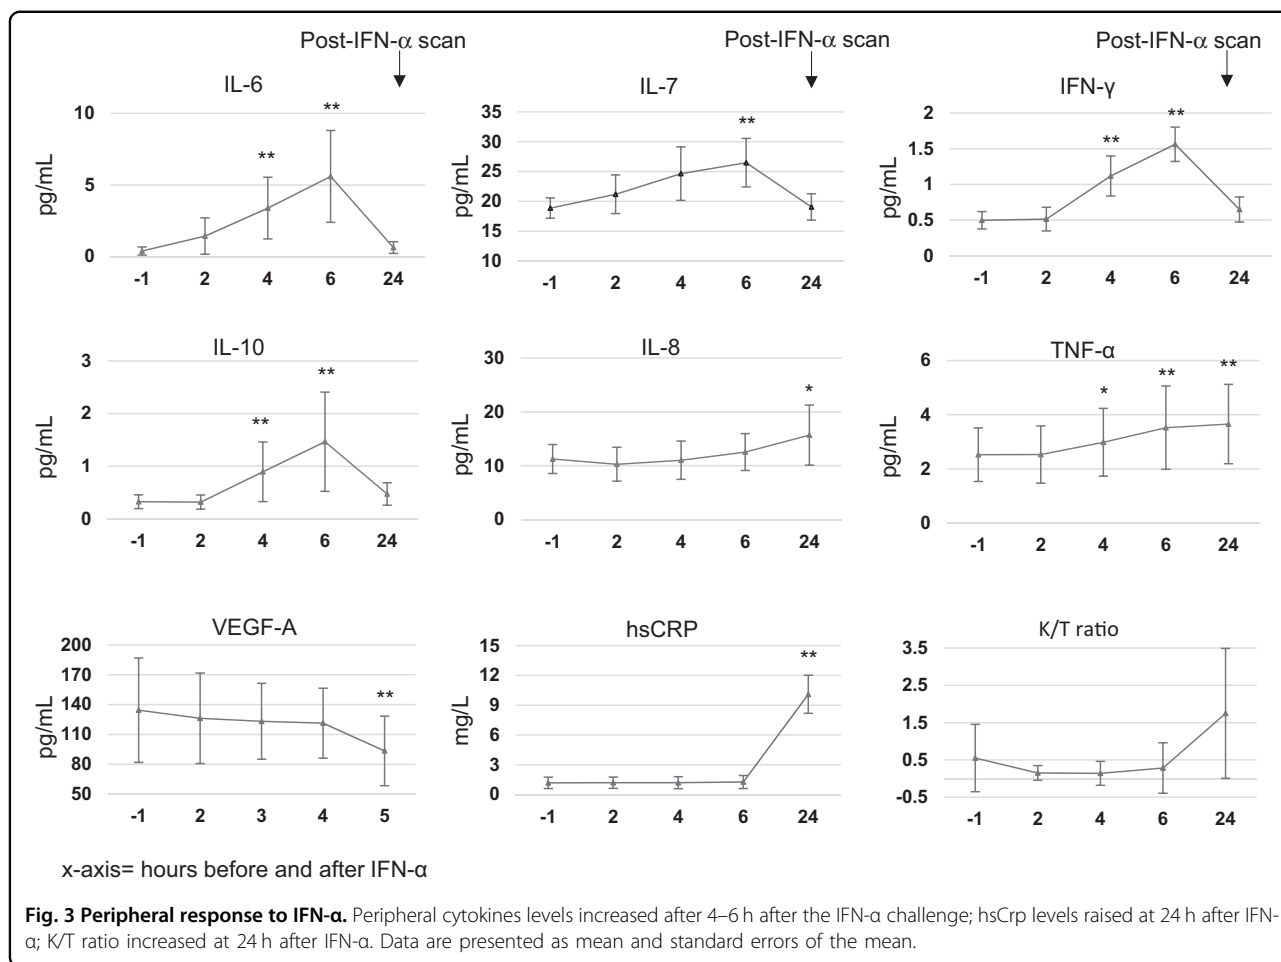 Post-IFN-α scan Post-IFN-α scan Post-IFN-α scan
IL-6 IL-7 IFN-γ
pg/mL
10
5
0
**
**
-1 2 4 6 24
pg/mL
35
30
25
20
15
10
**
-1 2 4 6 24
pg/mL
2
1.5
1
0.5
0
**
**
-1 2 4 6 24
IL-10 IL-8 TNF-α
pg/mL
3
2
1
0
**
**
-1 2 4 6 24
pg/mL
30
20
10
0
*
-1 2 4 6 24
pg/mL
6
4
2
0
*
**
**
-1 2 4 6 24
VEGF-A hsCRP K/T ratio
pg/mL
200
170
140
110
80
50
**
-1 2 3 4 5
mg/L
15
12
9
6
3
0
**
-1 2 4 6 24
3.5
2.5
1.5
0.5
-0.5
-1 2 4 6 24
x-axis= hours before and after IFN-α
Fig. 3 Peripheral response to IFN-α. Peripheral cytokines levels increased after 4–6 h after the IFN-α challenge; hsCrp levels raised at 24 h after IFN-
α; K/T ratio increased at 24 h after IFN-α. Data are presented as mean and standard errors of the mean.